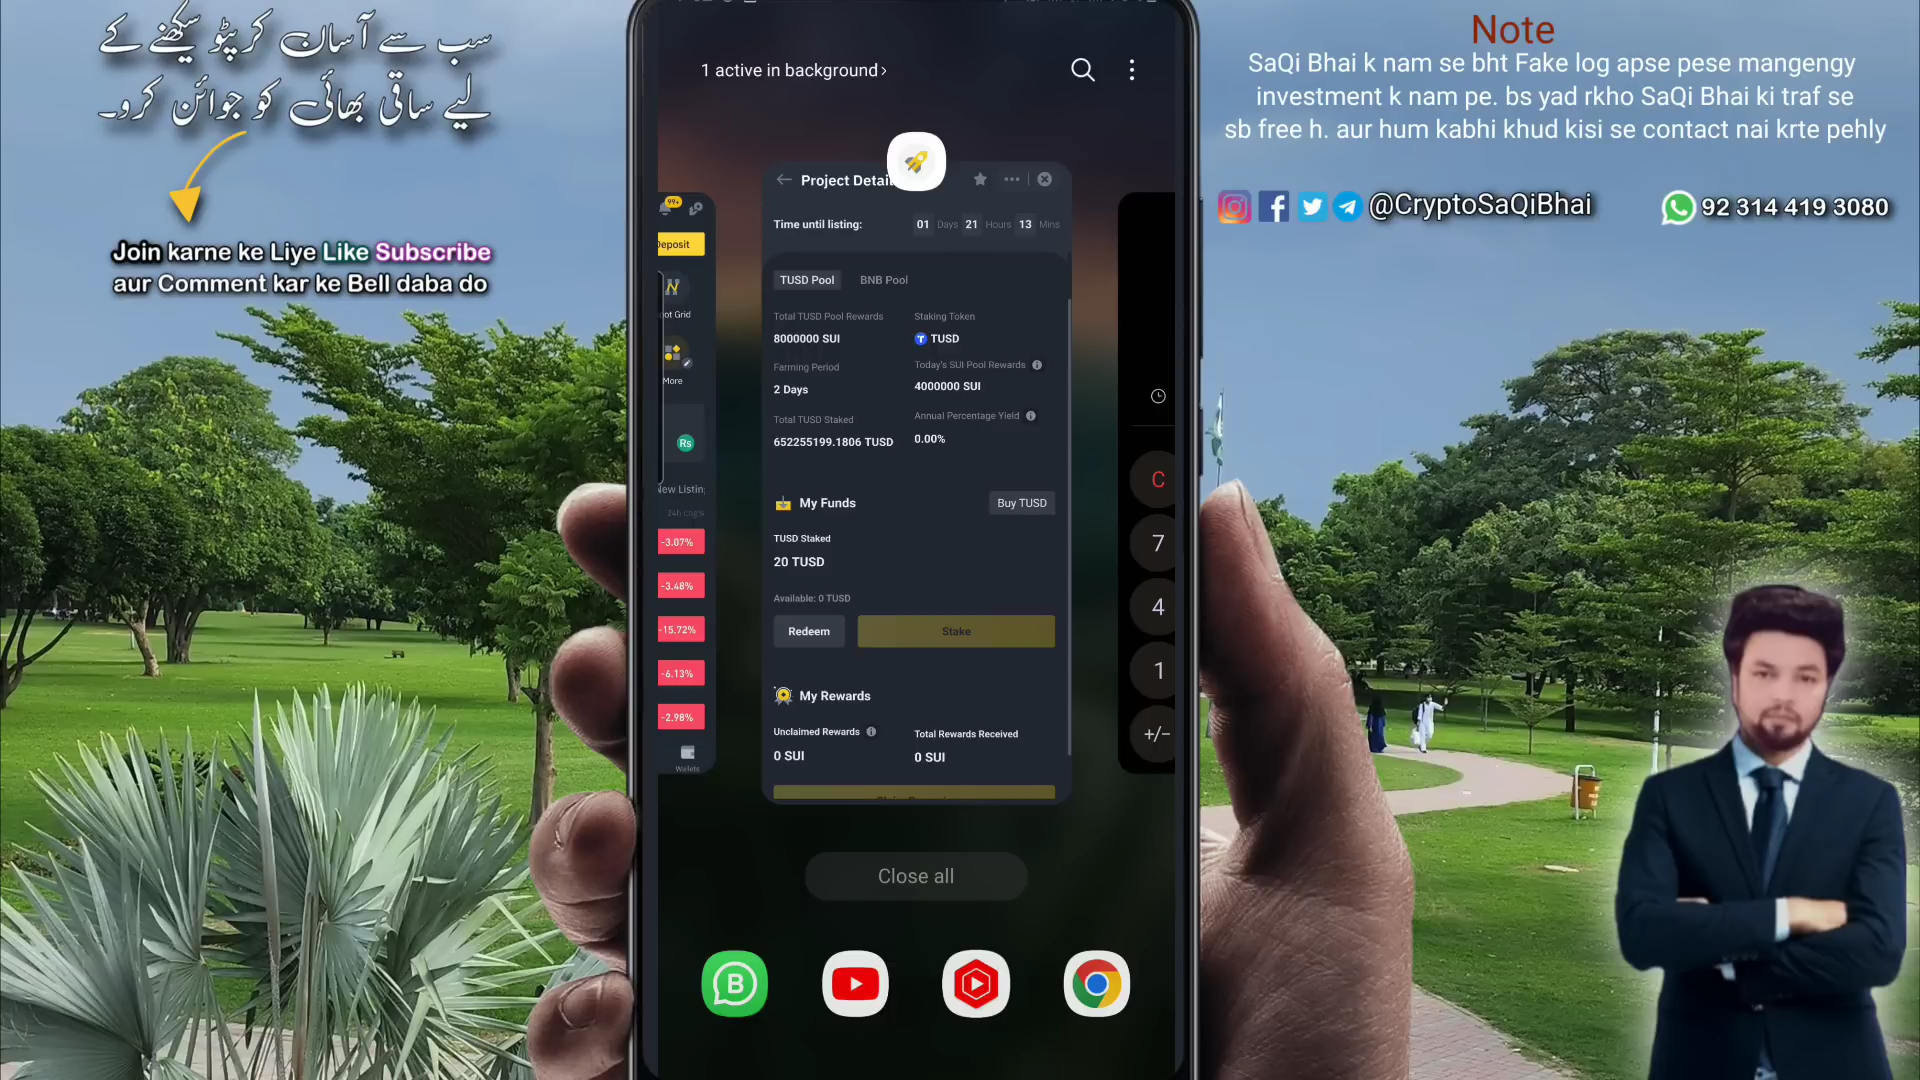 سب سے آسان کرپٹو سیکھنے کے
لیے ساقی بھائی کو جوائن کرو۔
Join karne ke Liye Like Subscribe
aur Comment kar ke Bell daba do
1 active in background ›
99+
Deposit
ot Grid
More
Rs
New Listin
-3.07%
-3.48%
-15.72%
-6.13%
-2.98%
Wallets
Project Detai
Time until listing: 01 Days 21 Hours 13 Mins
TUSD Pool BNB Pool
Total TUSD Pool Rewards Staking Token
8000000 SUI TUSD
Farming Period Today's SUI Pool Rewards
2 Days 4000000 SUI
Total TUSD Staked Annual Percentage Yield
652255199.1806 TUSD 0.00%
My Funds Buy TUSD
TUSD Staked
20 TUSD
Available: 0 TUSD
Redeem Stake
My Rewards
Unclaimed Rewards Total Rewards Received
0 SUI 0 SUI
C
7
4
1
+/-
Close all
Note
SaQi Bhai k nam se bht Fake log apse pese mangengy
investment k nam pe. bs yad rkho SaQi Bhai ki traf se
sb free h. aur hum kabhi khud kisi se contact nai krte pehly
@CryptoSaQiBhai 92 314 419 3080